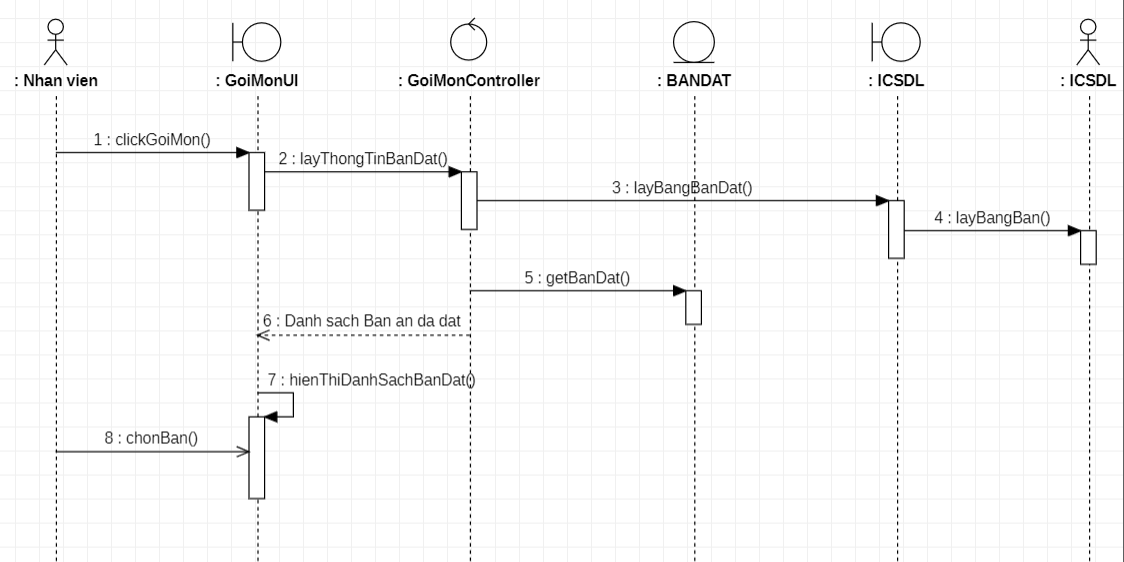 : Nhan vien
: GoiMonUI
: GoiMonController
: BANDAT
: ICSDL
: ICSDL
1 : clickGoiMon()
2 : layThongTinBanDat()
3 : layBangBanDat()
4 : layBangBan()
5 : getBanDat()
6 : Danh sach Ban an da dat
7 : hienThiDanhSachBanDat()
8 : chonBan()